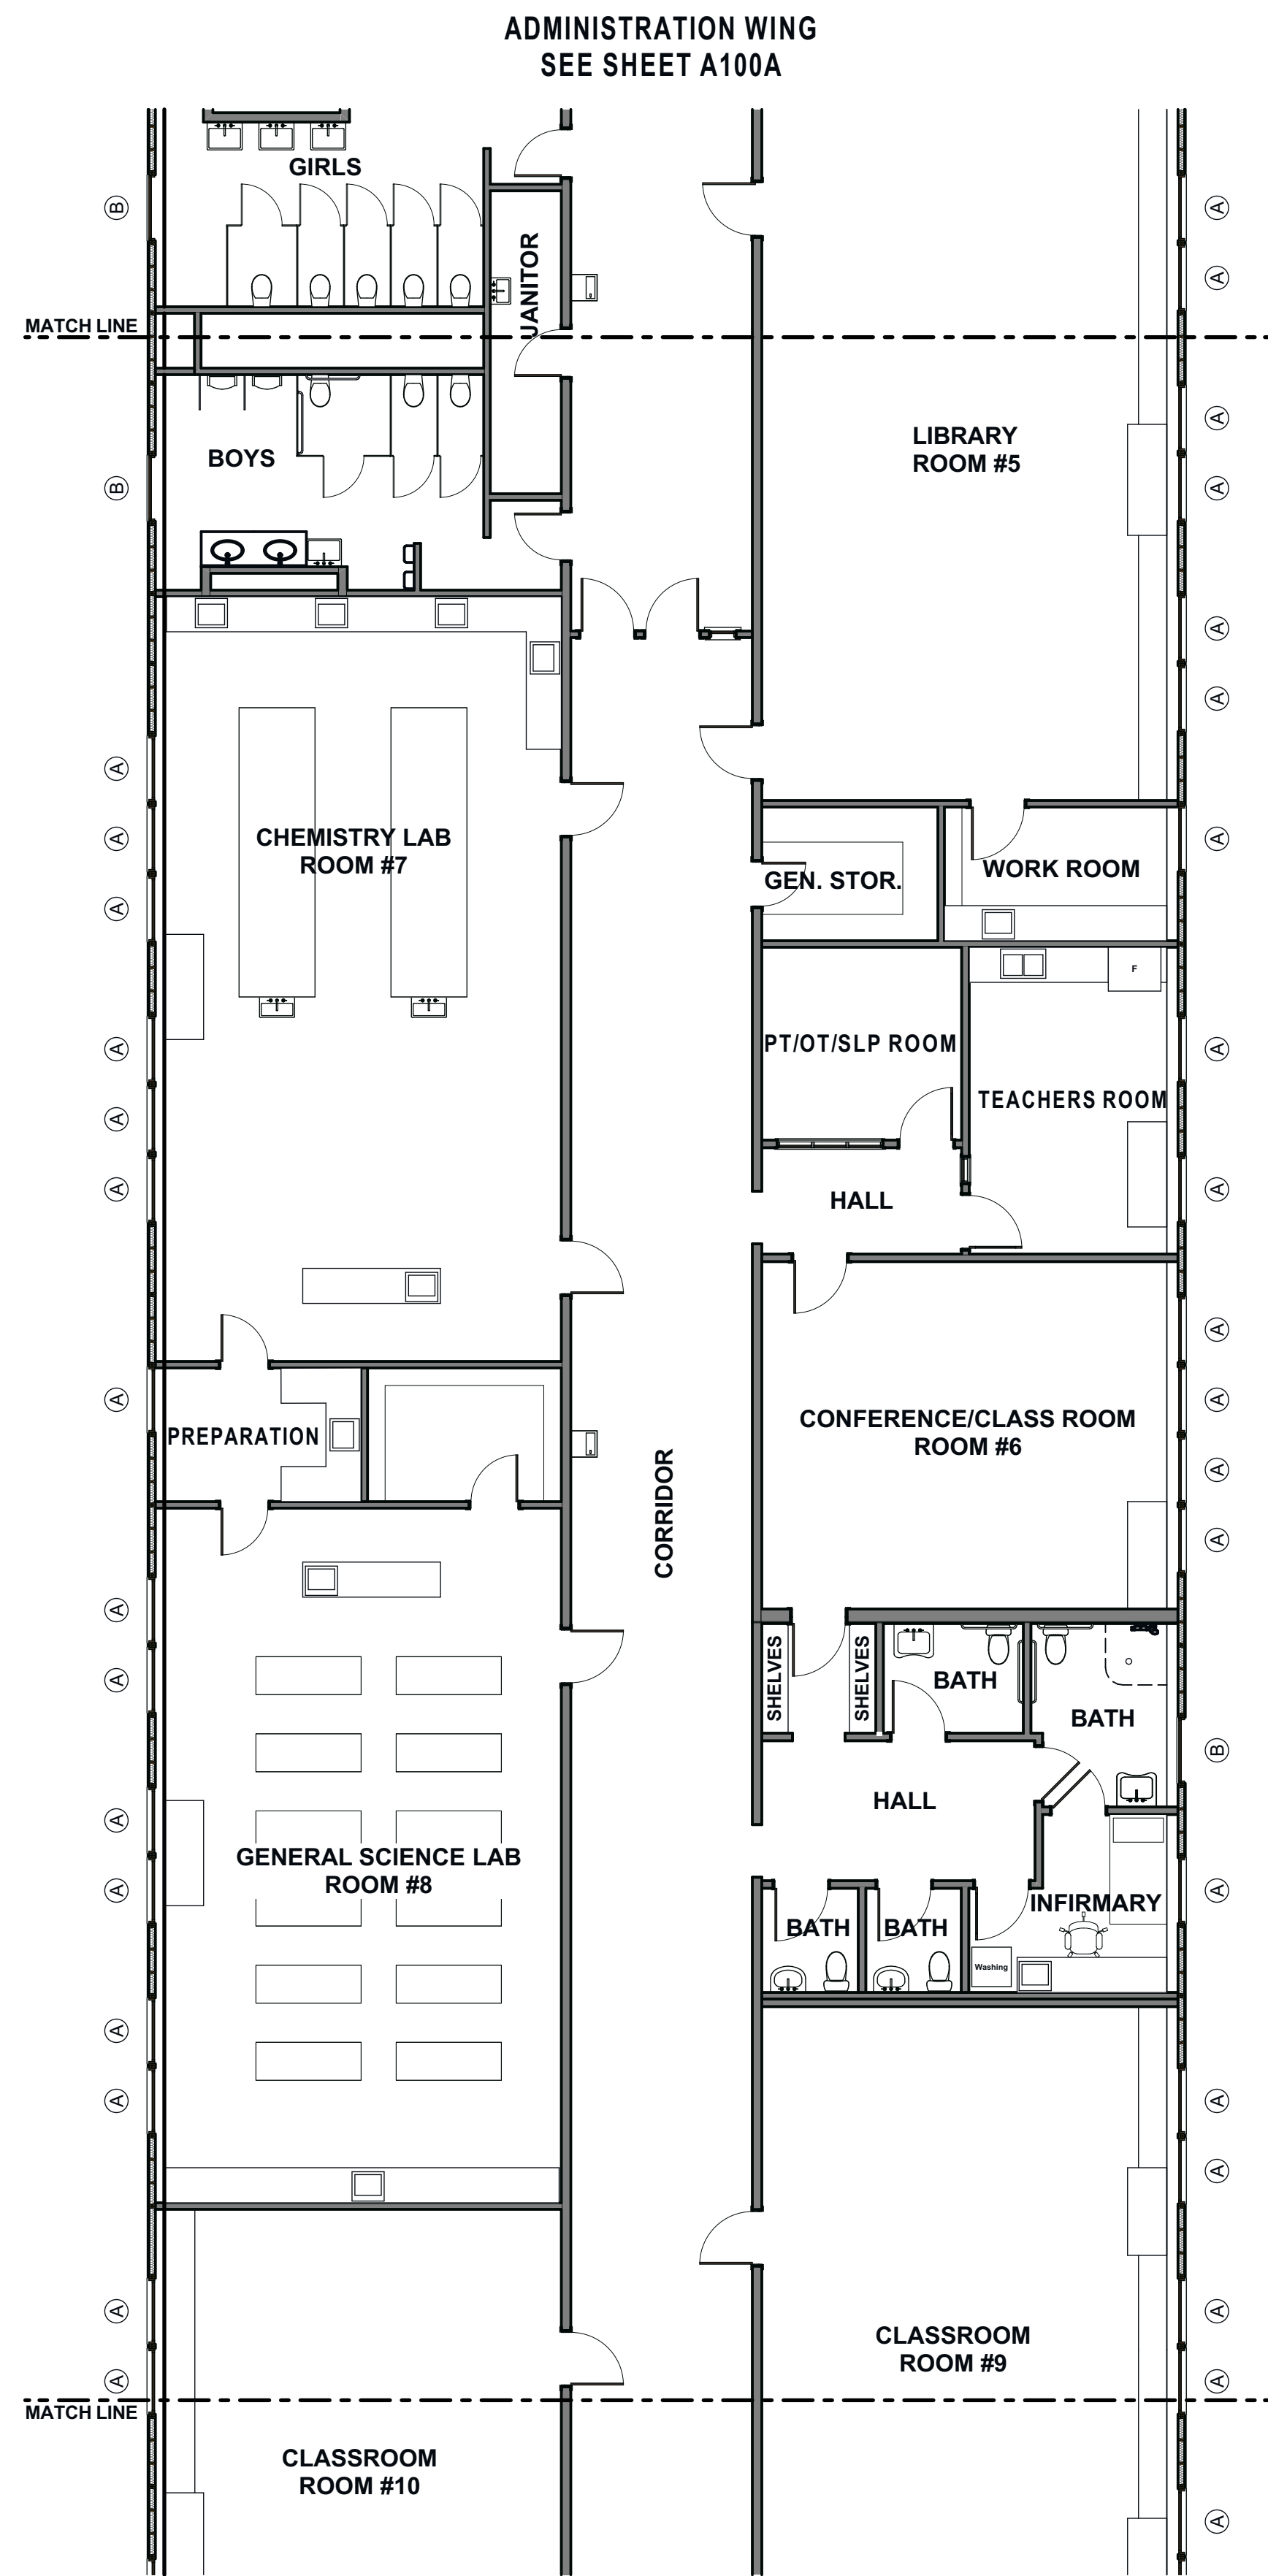 ADMINISTRATION WING
SEE SHEET A100A
GIRLS
B
A
JANITOR
A
MATCH LINE
A
LIBRARY
ROOM #5
BOYS
B
A
A
A
A
CHEMISTRY LAB
ROOM #7
A
A
GEN. STOR.
WORK ROOM
A
F
PT/OT/SLP ROOM
A
A
TEACHERS ROOM
A
A
A
HALL
A
CONFERENCE/CLASS ROOM
ROOM #6
A
A
PREPARATION
A
A
CORRIDOR
A
A
SHELVES
SHELVES
BATH
A
BATH
B
HALL
A
GENERAL SCIENCE LAB
ROOM #8
A
A
INFIRMARY
BATH
BATH
Washing
A
A
A
A
A
A
CLASSROOM
ROOM #9
A
A
MATCH LINE
CLASSROOM
ROOM #10
A